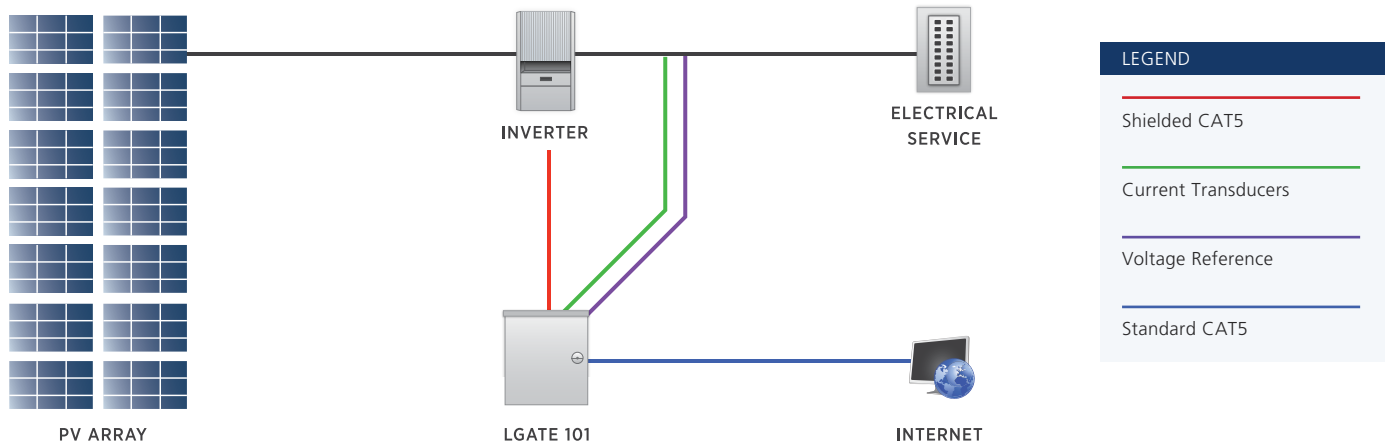 INVERTER
ELECTRICAL
SERVICE
PV ARRAY
LGATE 101
INTERNET
LEGEND
Shielded CAT5
Current Transducers
Voltage Reference
Standard CAT5